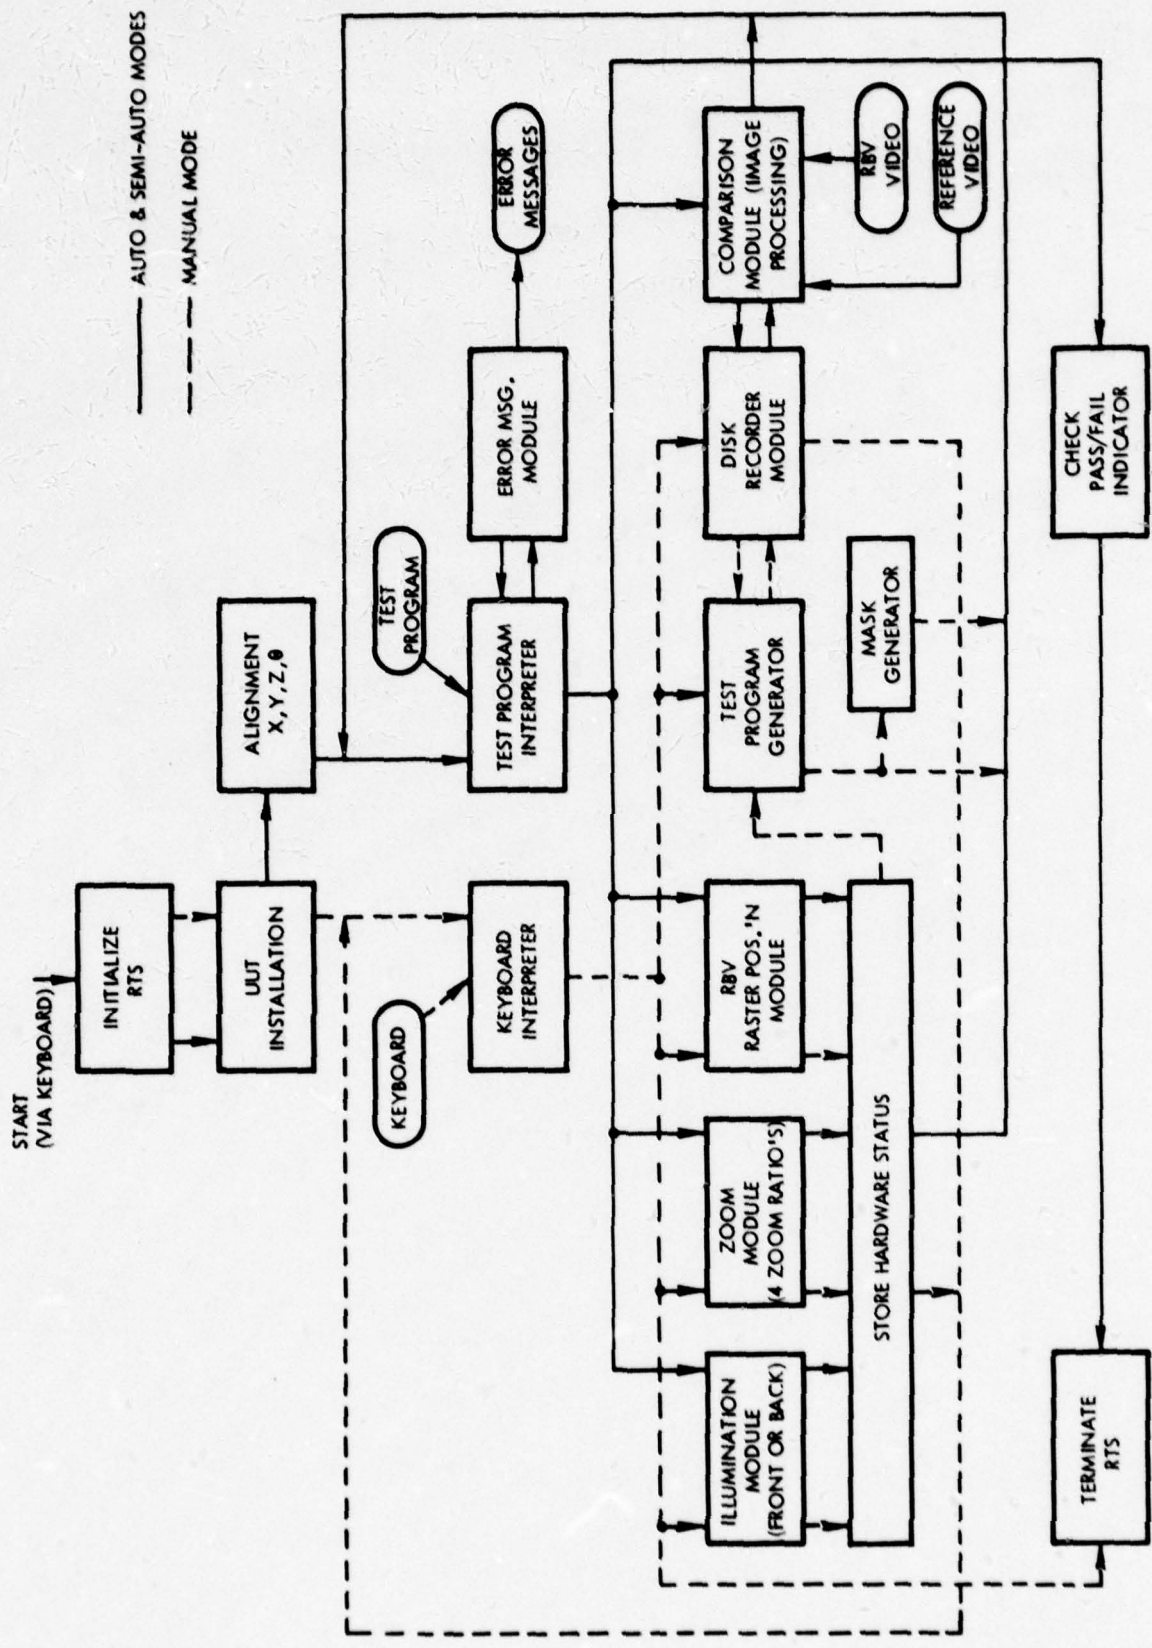 START
(VIA KEYBOARD)
INITIALIZE
RTS
UUT
INSTALLATION
ALIGNMENT
X, Y, Z, θ
AUTO & SEMI-AUTO MODES
MANUAL MODE
KEYBOARD
KEYBOARD
INTERPRETER
TEST
PROGRAM
TEST PROGRAM
INTERPRETER
ERROR MSG.
MODULE
ERROR
MESSAGES
ILLUMINATION
MODULE
(FRONT OR BACK)
ZOOM
MODULE
(4 ZOOM RATIO'S)
RBV
RASTER POS.'N
MODULE
TEST
PROGRAM
GENERATOR
DISK
RECORDER
MODULE
COMPARISON
MODULE (IMAGE
PROCESSING)
STORE HARDWARE STATUS
MASK
GENERATOR
RBV
VIDEO
REFERENCE
VIDEO
TERMINATE
RTS
CHECK
PASS/FAIL
INDICATOR